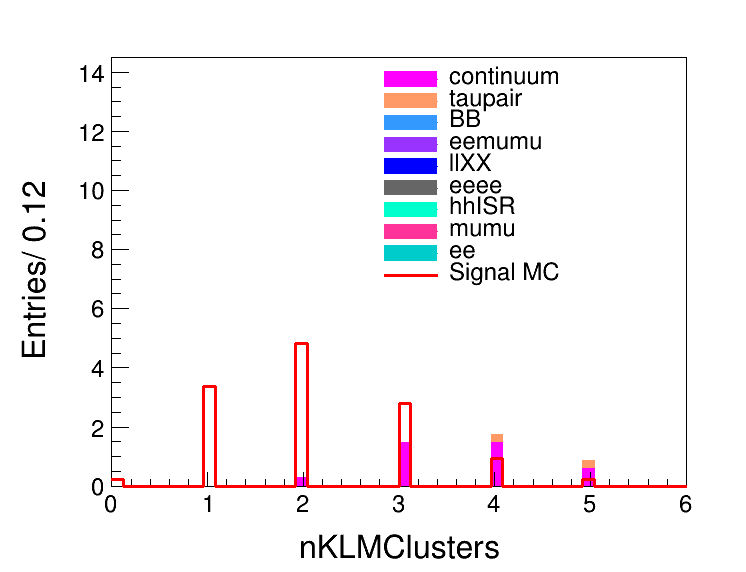 14
12
10
8
6
4
2
0
Entries/ 0.12
continuum
taupair
BB
eemumu
llXX
eeee
hhISR
mumu
ee
Signal MC
0 1 2 3 4 5 6
nKLMClusters